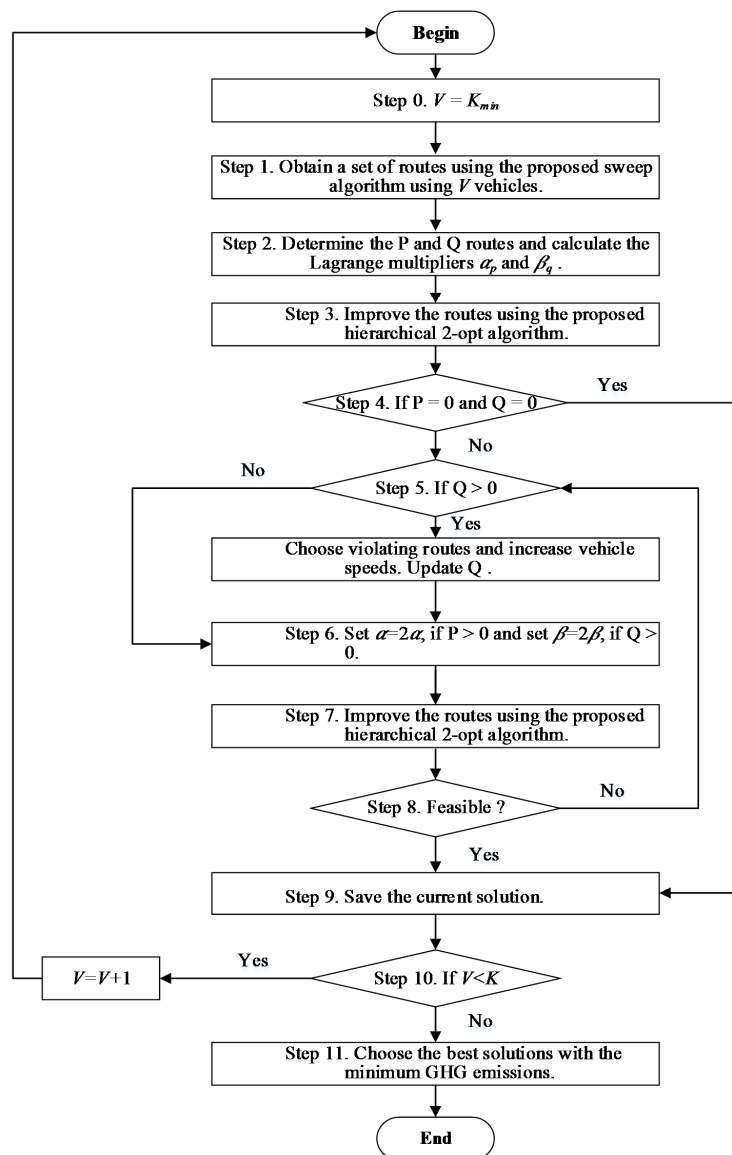 Begin
Step 0. V = Kmin
Step 1. Obtain a set of routes using the proposed sweep
algorithm using V vehicles.
Step 2. Determine the P and Q routes and calculate the
Lagrange multipliers αp and βq .
Step 3. Improve the routes using the proposed
hierarchical 2-opt algorithm.
Yes
Step 4. If P = 0 and Q = 0
No
No
Step 5. If Q > 0
Yes
Choose violating routes and increase vehicle
speeds. Update Q .
Step 6. Set α=2α, if P > 0 and set β=2β, if Q >
0.
Step 7. Improve the routes using the proposed
hierarchical 2-opt algorithm.
Step 8. Feasible ?
No
Yes
Step 9. Save the current solution.
Yes
V=V+1
Step 10. If V<K
No
Step 11. Choose the best solutions with the
minimum GHG emissions.
End